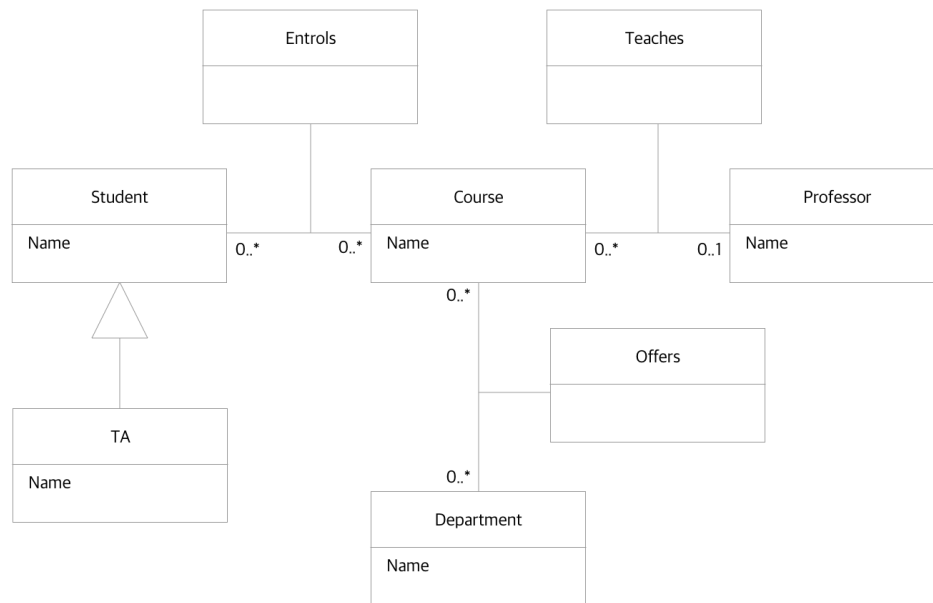 Entrols
Teaches
Student
Name
0..*
0..*
Course
Name
0..*
0..1
Professor
Name
0..*
Offers
TA
Name
0..*
Department
Name